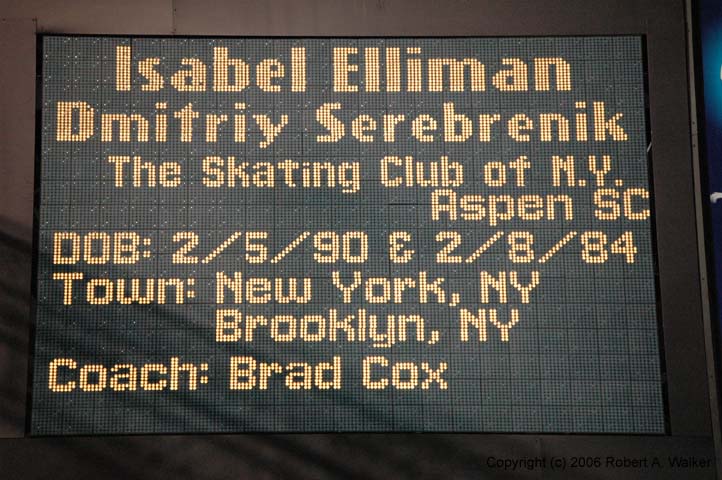 Isabel Elliman
Dmitriy Serebrenik
The Skating Club of N.Y.
Aspen SC
DOB: 2/5/90 & 2/8/84
Town: New York, NY
Brooklyn, NY
Coach: Brad Cox
Copyright (c) 2006 Robert A. Walker